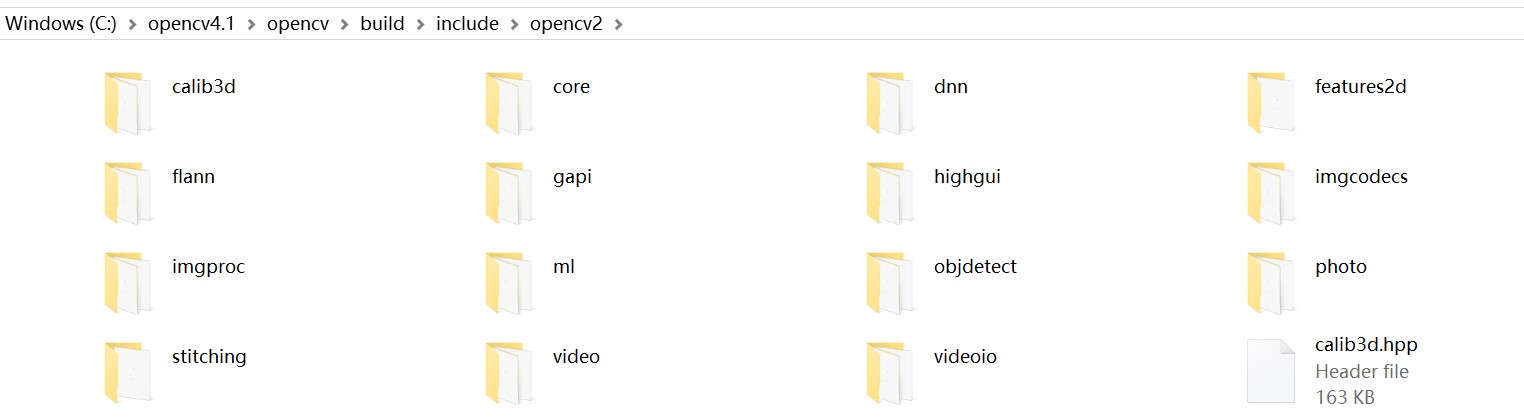 Windows (C:) > opencv4.1 > opencv > build > include > opencv2 >
calib3d
core
dnn
features2d
flann
gapi
highgui
imgcodecs
imgproc
ml
objdetect
photo
stitching
video
videoio
calib3d.hpp
Header file
163 KB